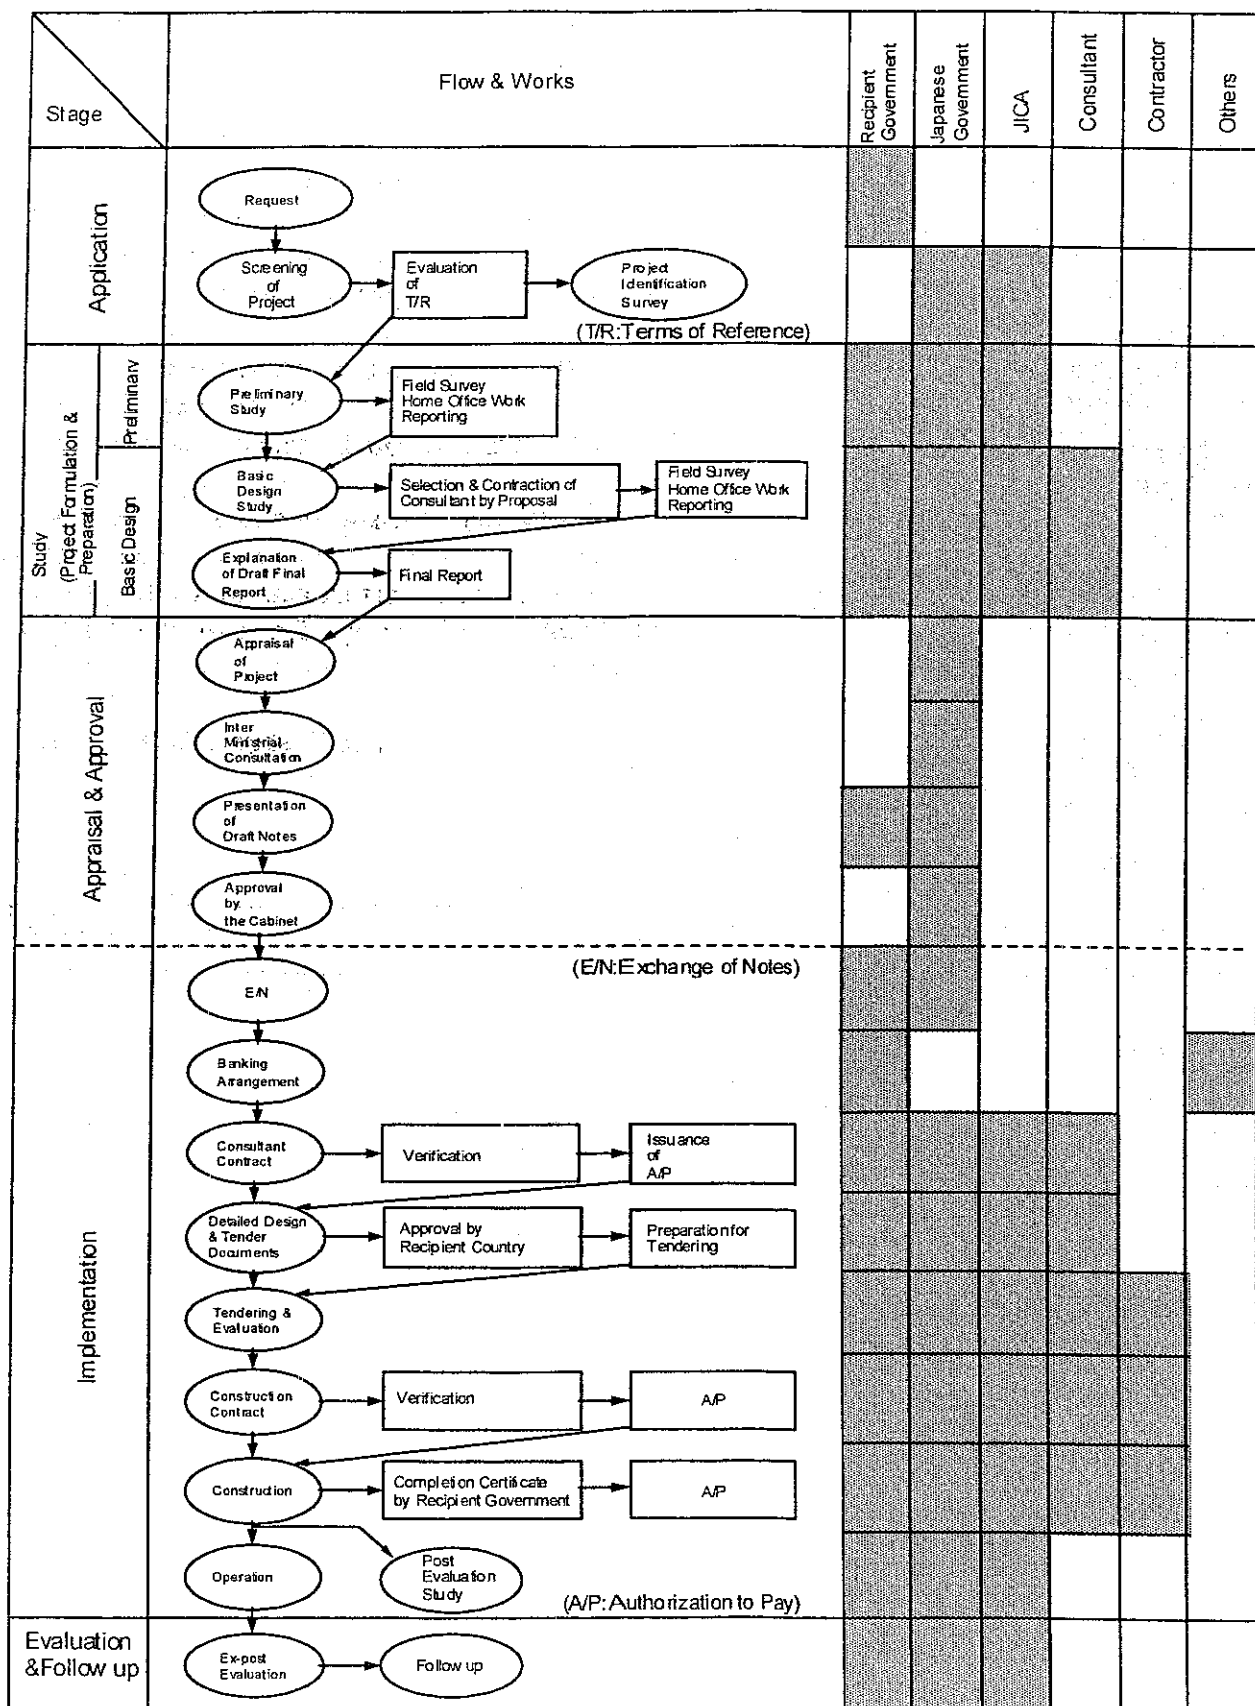 Stage
Flow & Works
Recipient
Government
Japanese
Government
JICA
Consultant
Contractor
Others
Application
Request
Screening
of
Project
Evaluation
of
T/R
Project
Identification
Survey
(T/R:Terms of Reference)
Study
(Project Formulation &
Preparation)
Preliminary
Preliminary
Study
Field Survey
Home Office Work
Reporting
Basic Design
Basic
Design
Study
Selection & Contraction of
Consultant by Proposal
Field Survey
Home Office Work
Reporting
Explanation
of Draft Final
Report
Final Report
Appraisal & Approval
Appraisal
of
Project
Inter
Ministrial
Consultation
Presentation
of
Draft Notes
Approval
by
the Cabinet
(E/N:Exchange of Notes)
Implementation
E/N
Banking
Arrangement
Consultant
Contract
Verification
Issuance
of
A/P
Detailed Design
& Tender
Documents
Approval by
Recipient Country
Preparation for
Tendering
Tendering &
Evaluation
Construction
Contract
Verification
A/P
Construction
Completion Certificate
by Recipient Government
A/P
Operation
Post
Evaluation
Study
(A/P:Authorization to Pay)
Evaluation
&Follow up
Ex-post
Evaluation
Follow up